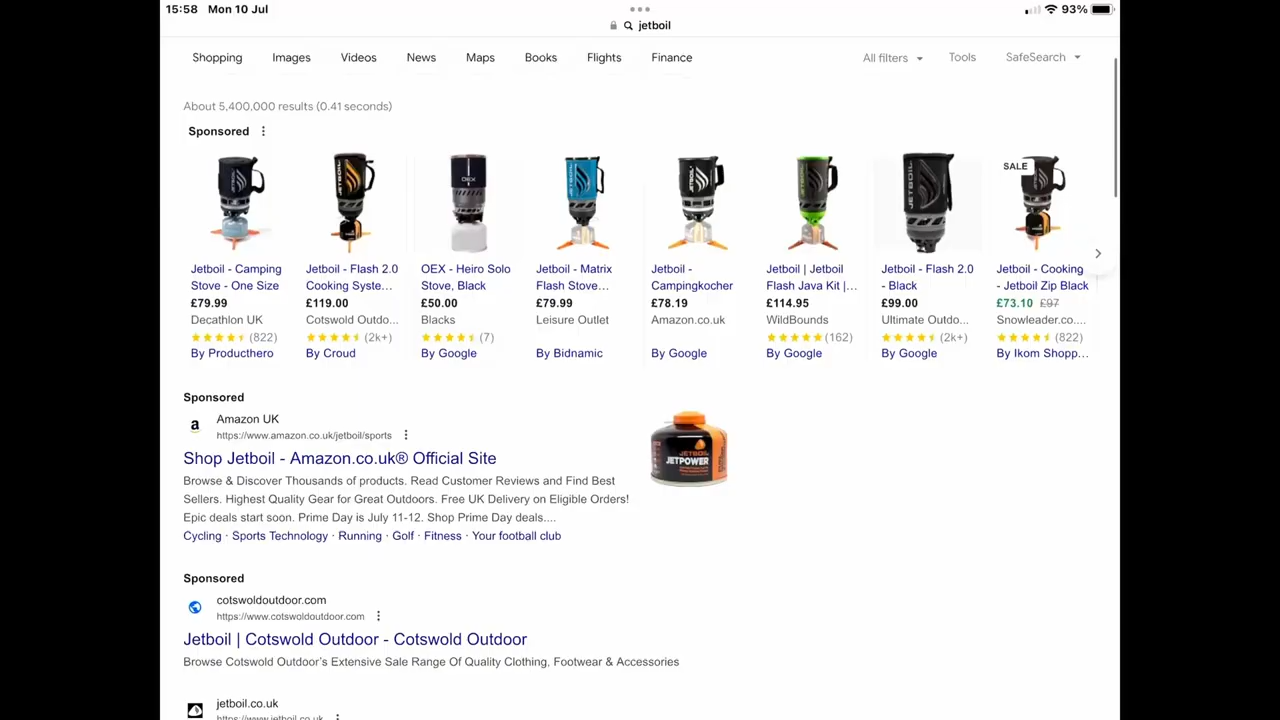 15:58 Mon 10 Jul
93%
jetboil
Shopping Images Videos News Maps Books Flights Finance All filters Tools SafeSearch
About 5,400,000 results (0.41 seconds)
Sponsored
SALE
Jetboil - Camping
Stove - One Size
£79.99
Decathlon UK
(822)
By Producthero
Jetboil - Flash 2.0
Cooking Syste...
£119.00
Cotswold Outdo...
(2k+)
By Croud
OEX
OEX - Heiro Solo
Stove, Black
£50.00
Blacks
(7)
By Google
JETBOIL
Jetboil - Matrix
Flash Stove...
£79.99
Leisure Outlet
By Bidnamic
JETBOIL
Jetboil -
Campingkocher
£78.19
Amazon.co.uk
By Google
JETBOIL
Jetboil | Jetboil
Flash Java Kit |...
£114.95
WildBounds
(162)
By Google
JETBOIL
Jetboil - Flash 2.0
- Black
£99.00
Ultimate Outdo...
(2k+)
By Google
Jetboil - Cooking
- Jetboil Zip Black
£73.10 £97
Snowleader.co....
(822)
By Ikom Shopp...
Sponsored
Amazon UK
https://www.amazon.co.uk/jetboil/sports
Shop Jetboil - Amazon.co.uk® Official Site
Browse & Discover Thousands of products. Read Customer Reviews and Find Best
Sellers. Highest Quality Gear for Great Outdoors. Free UK Delivery on Eligible Orders!
Epic deals start soon. Prime Day is July 11-12. Shop Prime Day deals....
Cycling · Sports Technology · Running · Golf · Fitness · Your football club
JETBOIL
JETPOWER
Sponsored
cotswoldoutdoor.com
https://www.cotswoldoutdoor.com
Jetboil | Cotswold Outdoor - Cotswold Outdoor
Browse Cotswold Outdoor's Extensive Sale Range Of Quality Clothing, Footwear & Accessories
jetboil.co.uk
https://www.jetboil.co.uk